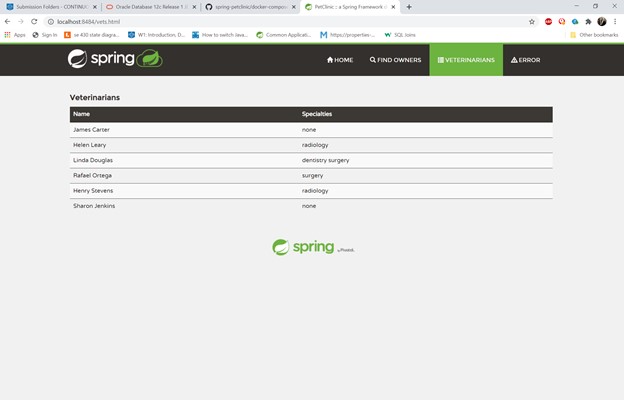 Submission Folders - CONTINUO
Oracle Database 12c Release 1 J
spring-petclinic/docker-compos
PetClinic :: a Spring Framework d
localhost:8484/vets.html
Apps
Sign in
se 430 state diagra...
W1: Introduction, D...
How to switch Java...
Common Applicatio...
https://properties-...
SQL Joins
Other bookmarks
spring
HOME
FIND OWNERS
VETERINARIANS
ERROR
Veterinarians
Name Specialties
James Carter none
Helen Leary radiology
Linda Douglas dentistry surgery
Rafael Ortega surgery
Henry Stevens radiology
Sharon Jenkins none
spring by Pivotal.